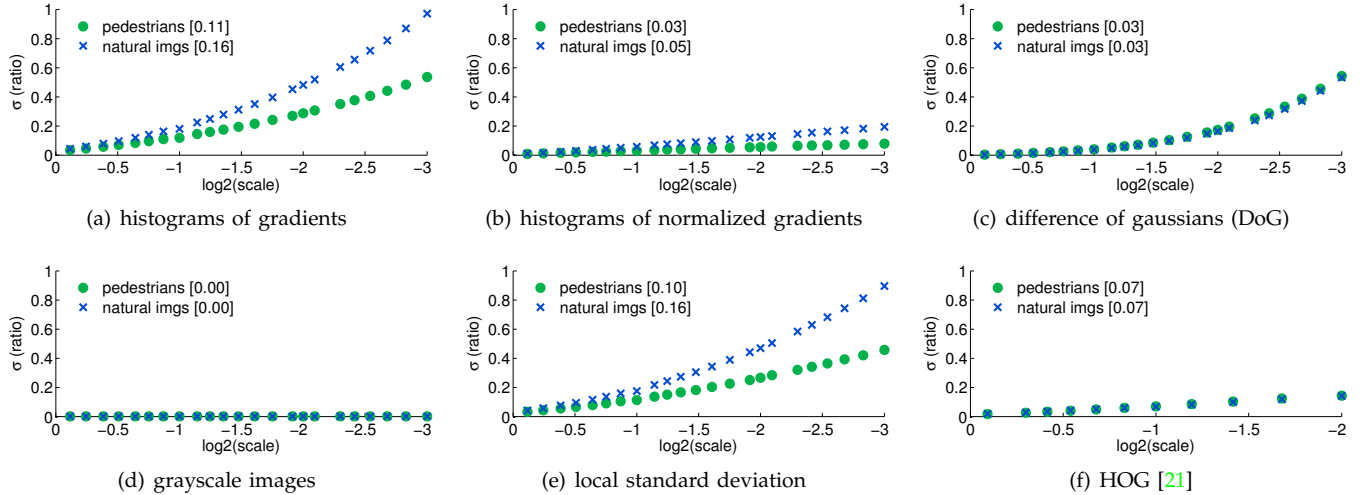 σ (ratio)
1
0.8
0.6
0.4
0.2
0
pedestrians [0.11]
natural imgs [0.16]
0 −0.5 −1 −1.5 −2 −2.5 −3
log2(scale)
(a) histograms of gradients
σ (ratio)
1
0.8
0.6
0.4
0.2
0
pedestrians [0.03]
natural imgs [0.05]
0 −0.5 −1 −1.5 −2 −2.5 −3
log2(scale)
(b) histograms of normalized gradients
σ (ratio)
1
0.8
0.6
0.4
0.2
0
pedestrians [0.03]
natural imgs [0.03]
0 −0.5 −1 −1.5 −2 −2.5 −3
log2(scale)
(c) difference of gaussians (DoG)
σ (ratio)
1
0.8
0.6
0.4
0.2
0
pedestrians [0.00]
natural imgs [0.00]
0 −0.5 −1 −1.5 −2 −2.5 −3
log2(scale)
(d) grayscale images
σ (ratio)
1
0.8
0.6
0.4
0.2
0
pedestrians [0.10]
natural imgs [0.16]
0 −0.5 −1 −1.5 −2 −2.5 −3
log2(scale)
(e) local standard deviation
σ (ratio)
1
0.8
0.6
0.4
0.2
0
pedestrians [0.07]
natural imgs [0.07]
0 −0.5 −1 −1.5 −2
log2(scale)
(f) HOG [21]